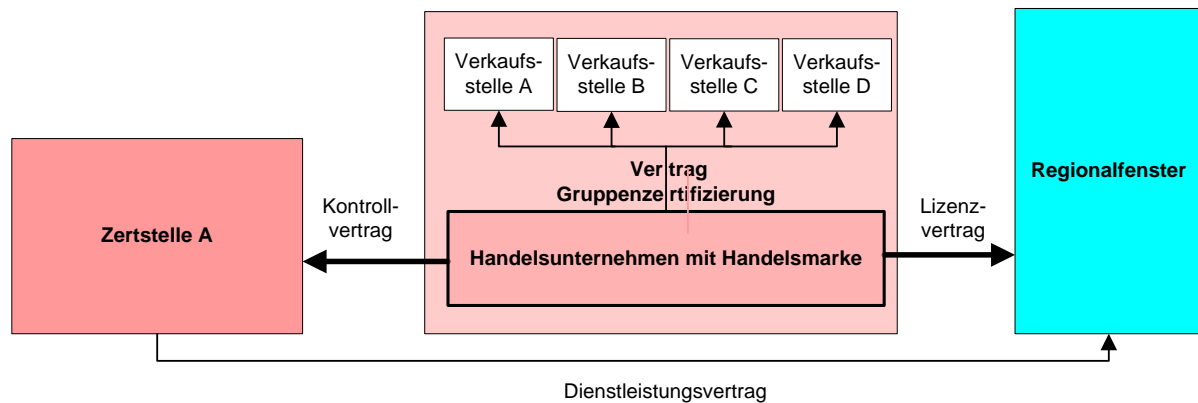 Verkaufs-
stelle A
Verkaufs-
stelle B
Verkaufs-
stelle C
Verkaufs-
stelle D
Vertrag
Gruppenzertifizierung
Regionalfenster
Kontroll-
vertrag
Lizenz-
vertrag
Zertstelle A
Handelsunternehmen mit Handelsmarke
Dienstleistungsvertrag